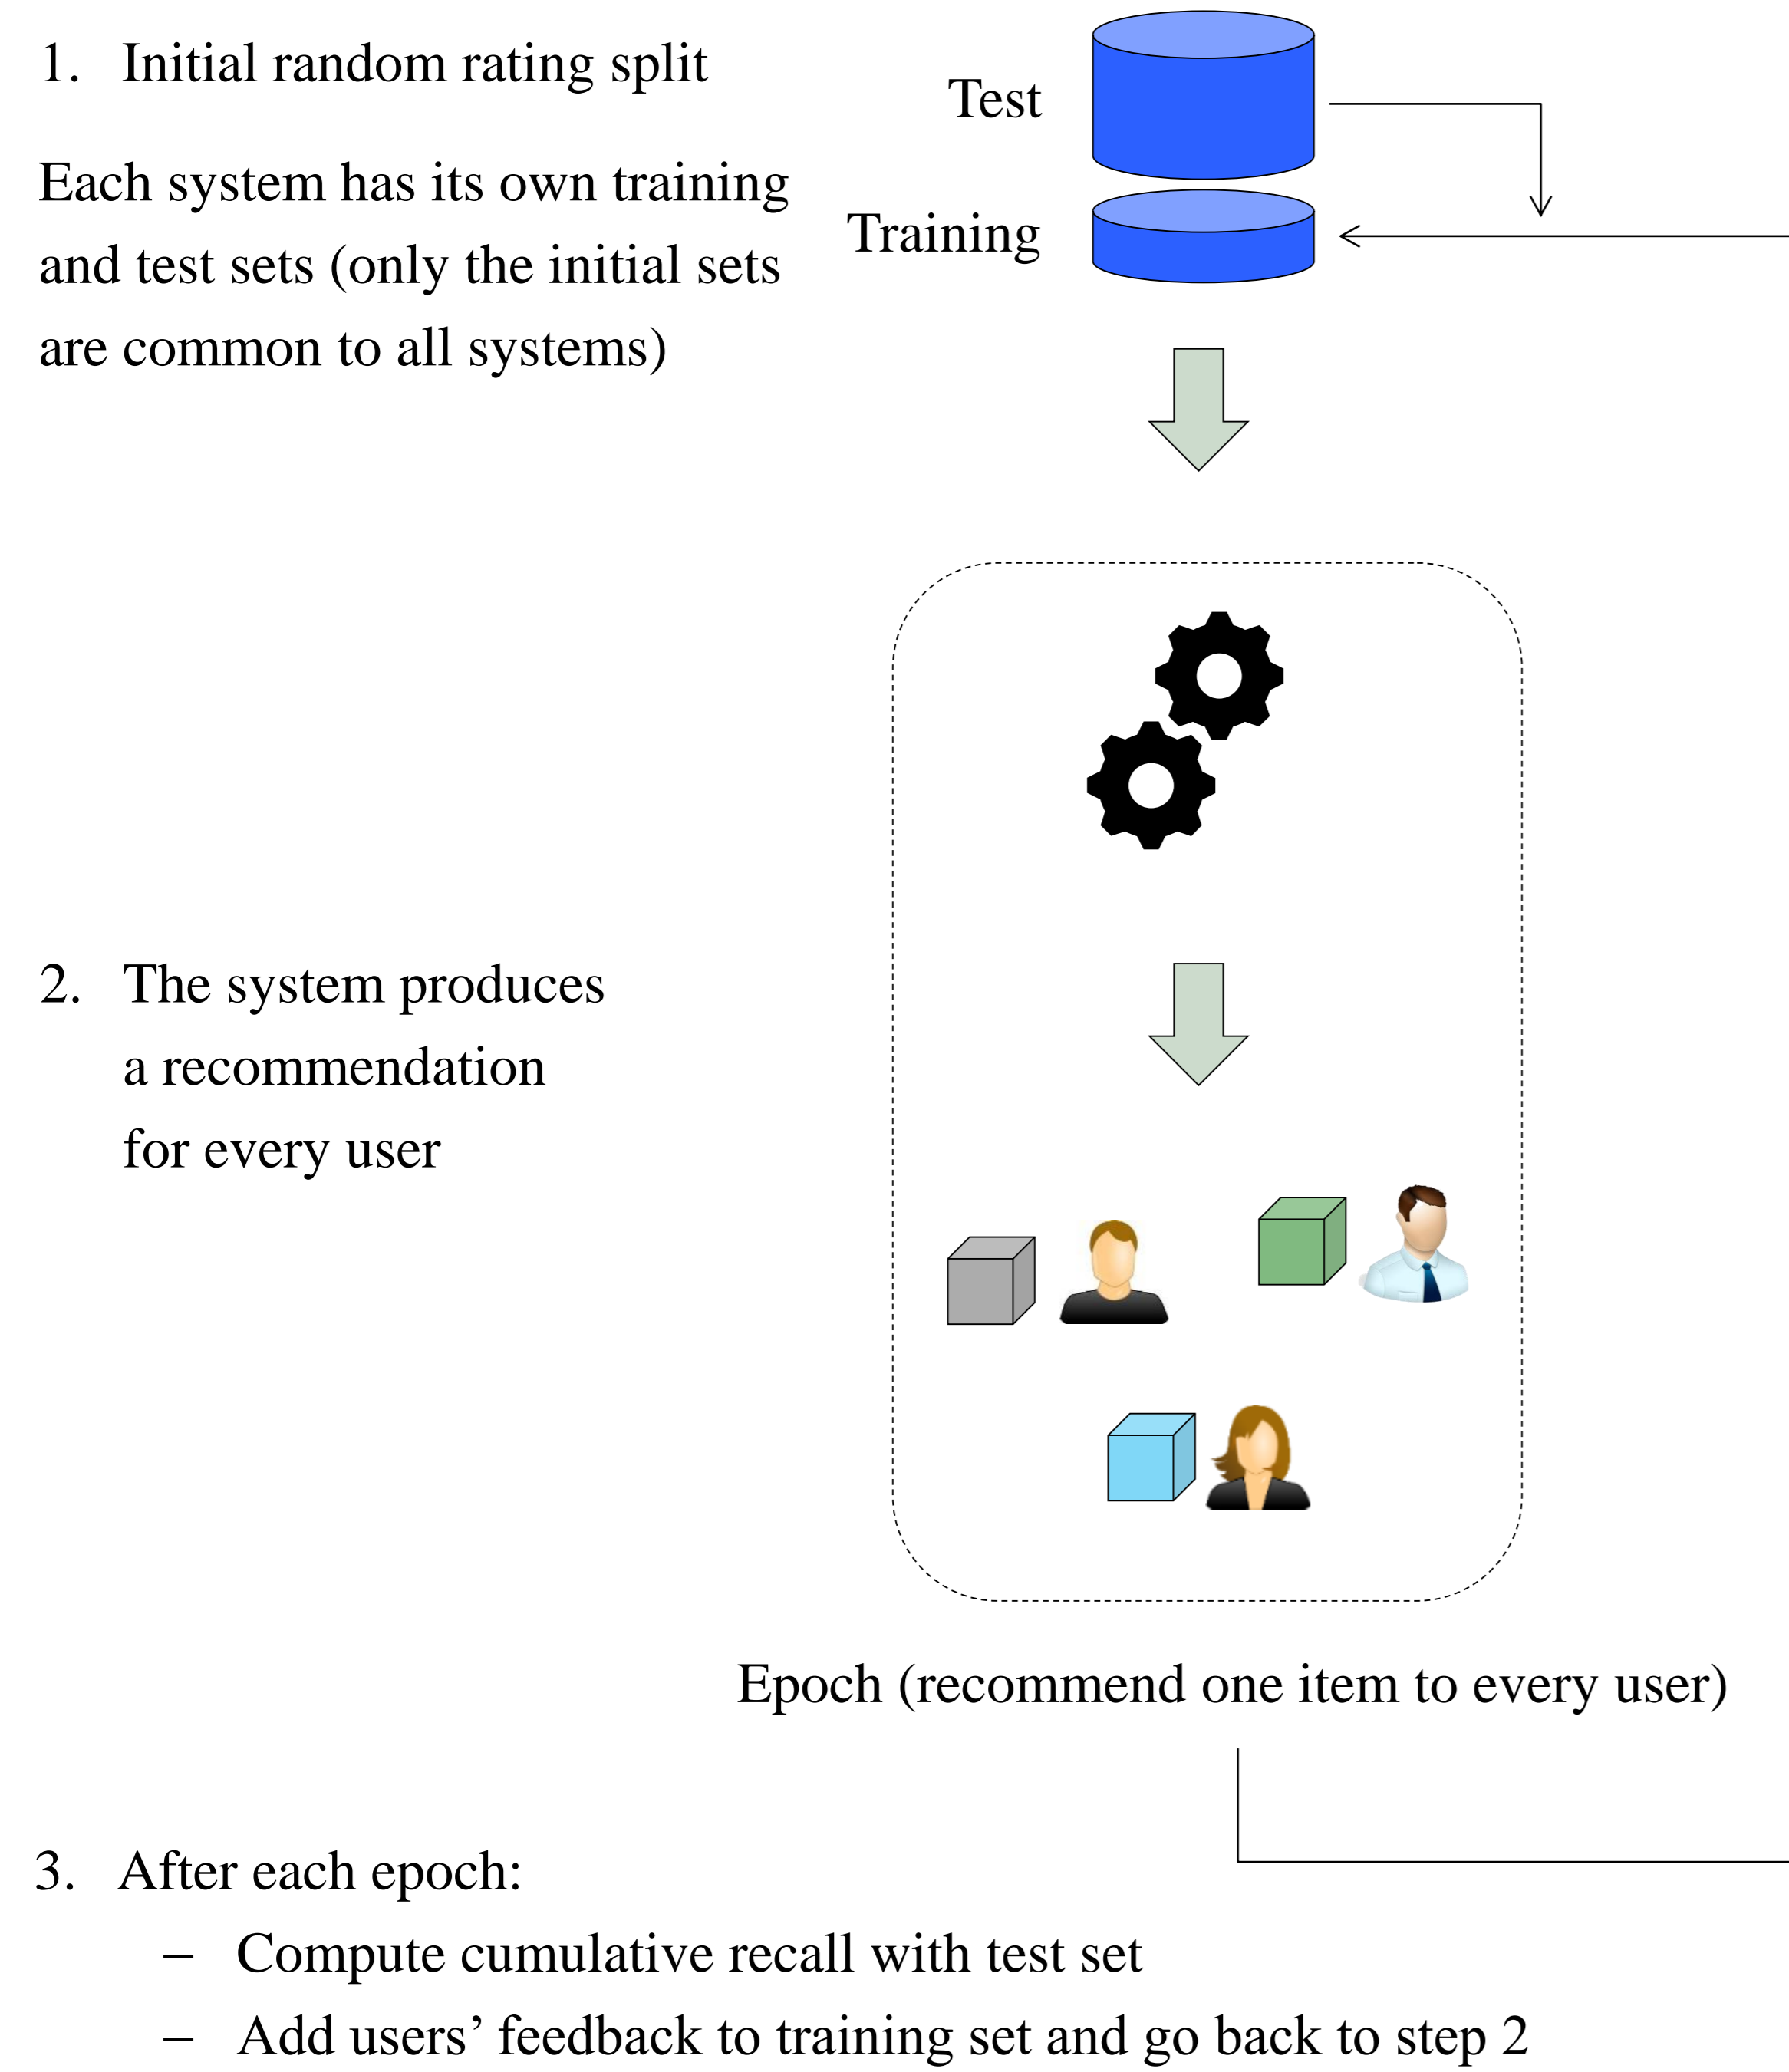 1. Initial random rating split
Each system has its own training
and test sets (only the initial sets
are common to all systems)
Test
Training
2. The system produces
a recommendation
for every user
Epoch (recommend one item to every user)
3. After each epoch:
– Compute cumulative recall with test set
– Add users’ feedback to training set and go back to step 2